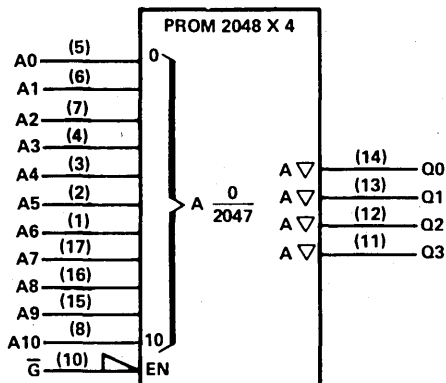 PROM 2048 X 4
A0 (5) 0
A1 (6)
A2 (7)
A3 (4)
A4 (3)
A5 (2)
A6 (1)
A7 (17)
A8 (16)
A9 (15)
A10 (8) 10
G̅ (10) EN
A 0
2047
A ▽ (14) Q0
A ▽ (13) Q1
A ▽ (12) Q2
A ▽ (11) Q3